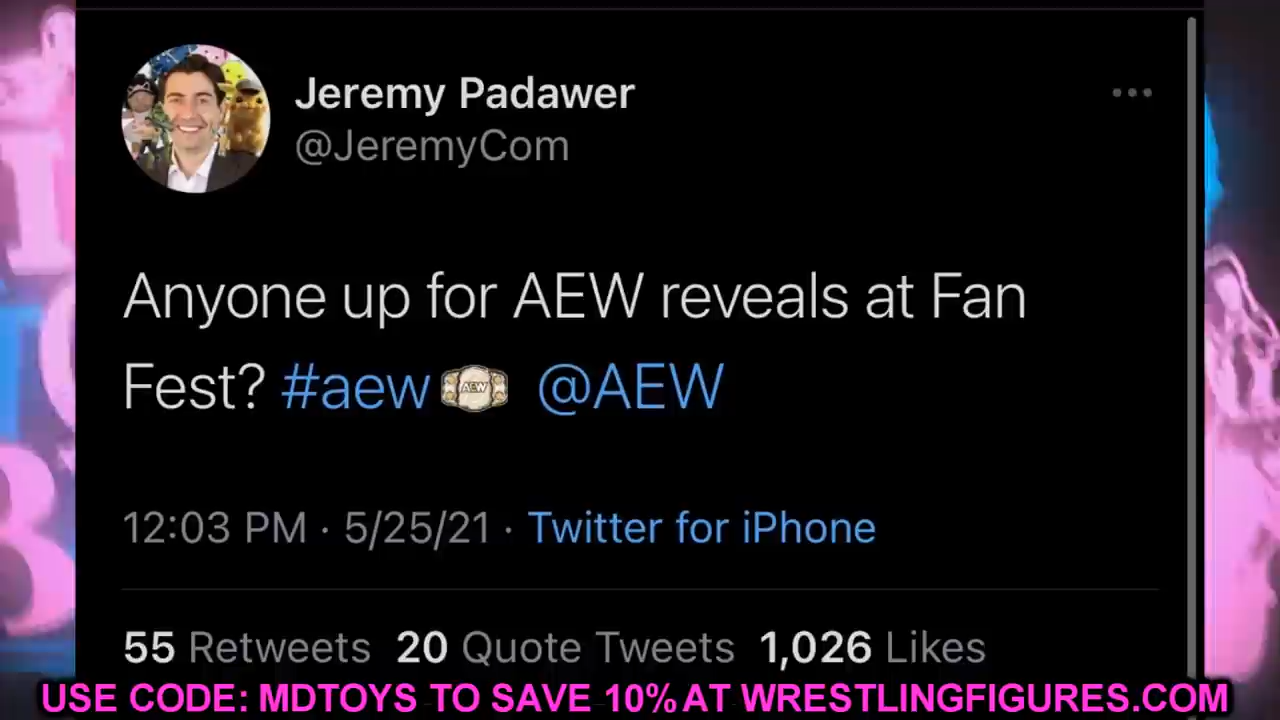 Jeremy Padawer
@JeremyCom
Anyone up for AEW reveals at Fan
Fest? #aew AEW @AEW
12:03 PM · 5/25/21 · Twitter for iPhone
55 Retweets 20 Quote Tweets 1,026 Likes
USE CODE: MDTOYS TO SAVE 10% AT WRESTLINGFIGURES.COM